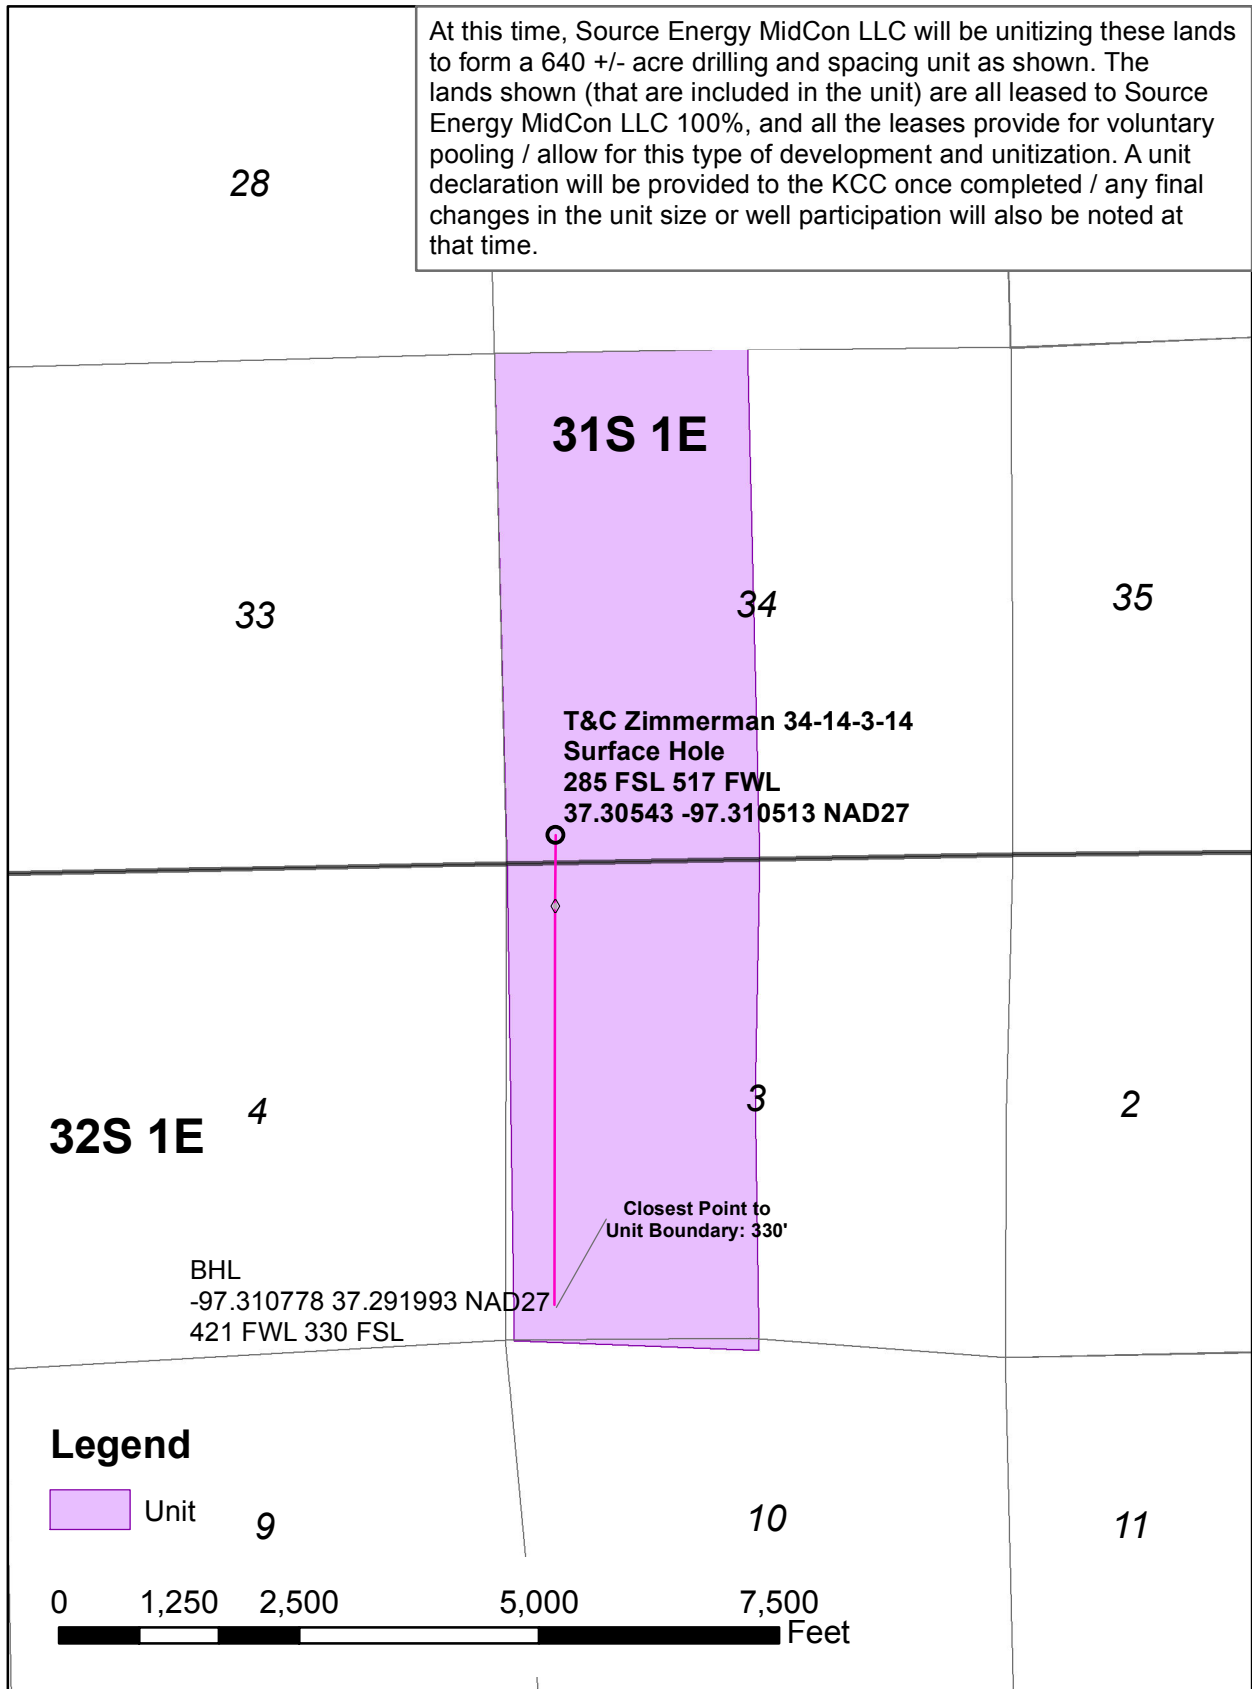 At this time, Source Energy MidCon LLC will be unitizing these lands
to form a 640 +/- acre drilling and spacing unit as shown. The
lands shown (that are included in the unit) are all leased to Source
Energy MidCon LLC 100%, and all the leases provide for voluntary
pooling / allow for this type of development and unitization. A unit
declaration will be provided to the KCC once completed / any final
changes in the unit size or well participation will also be noted at
that time.
28
31S 1E
33
34
35
T&C Zimmerman 34-14-3-14
Surface Hole
285 FSL 517 FWL
37.30543 -97.310513 NAD27
4
3
2
32S 1E
Closest Point to
Unit Boundary: 330'
BHL
-97.310778 37.291993 NAD27
421 FWL 330 FSL
Legend
Unit
9
10
11
0 1,250 2,500 5,000 7,500
Feet